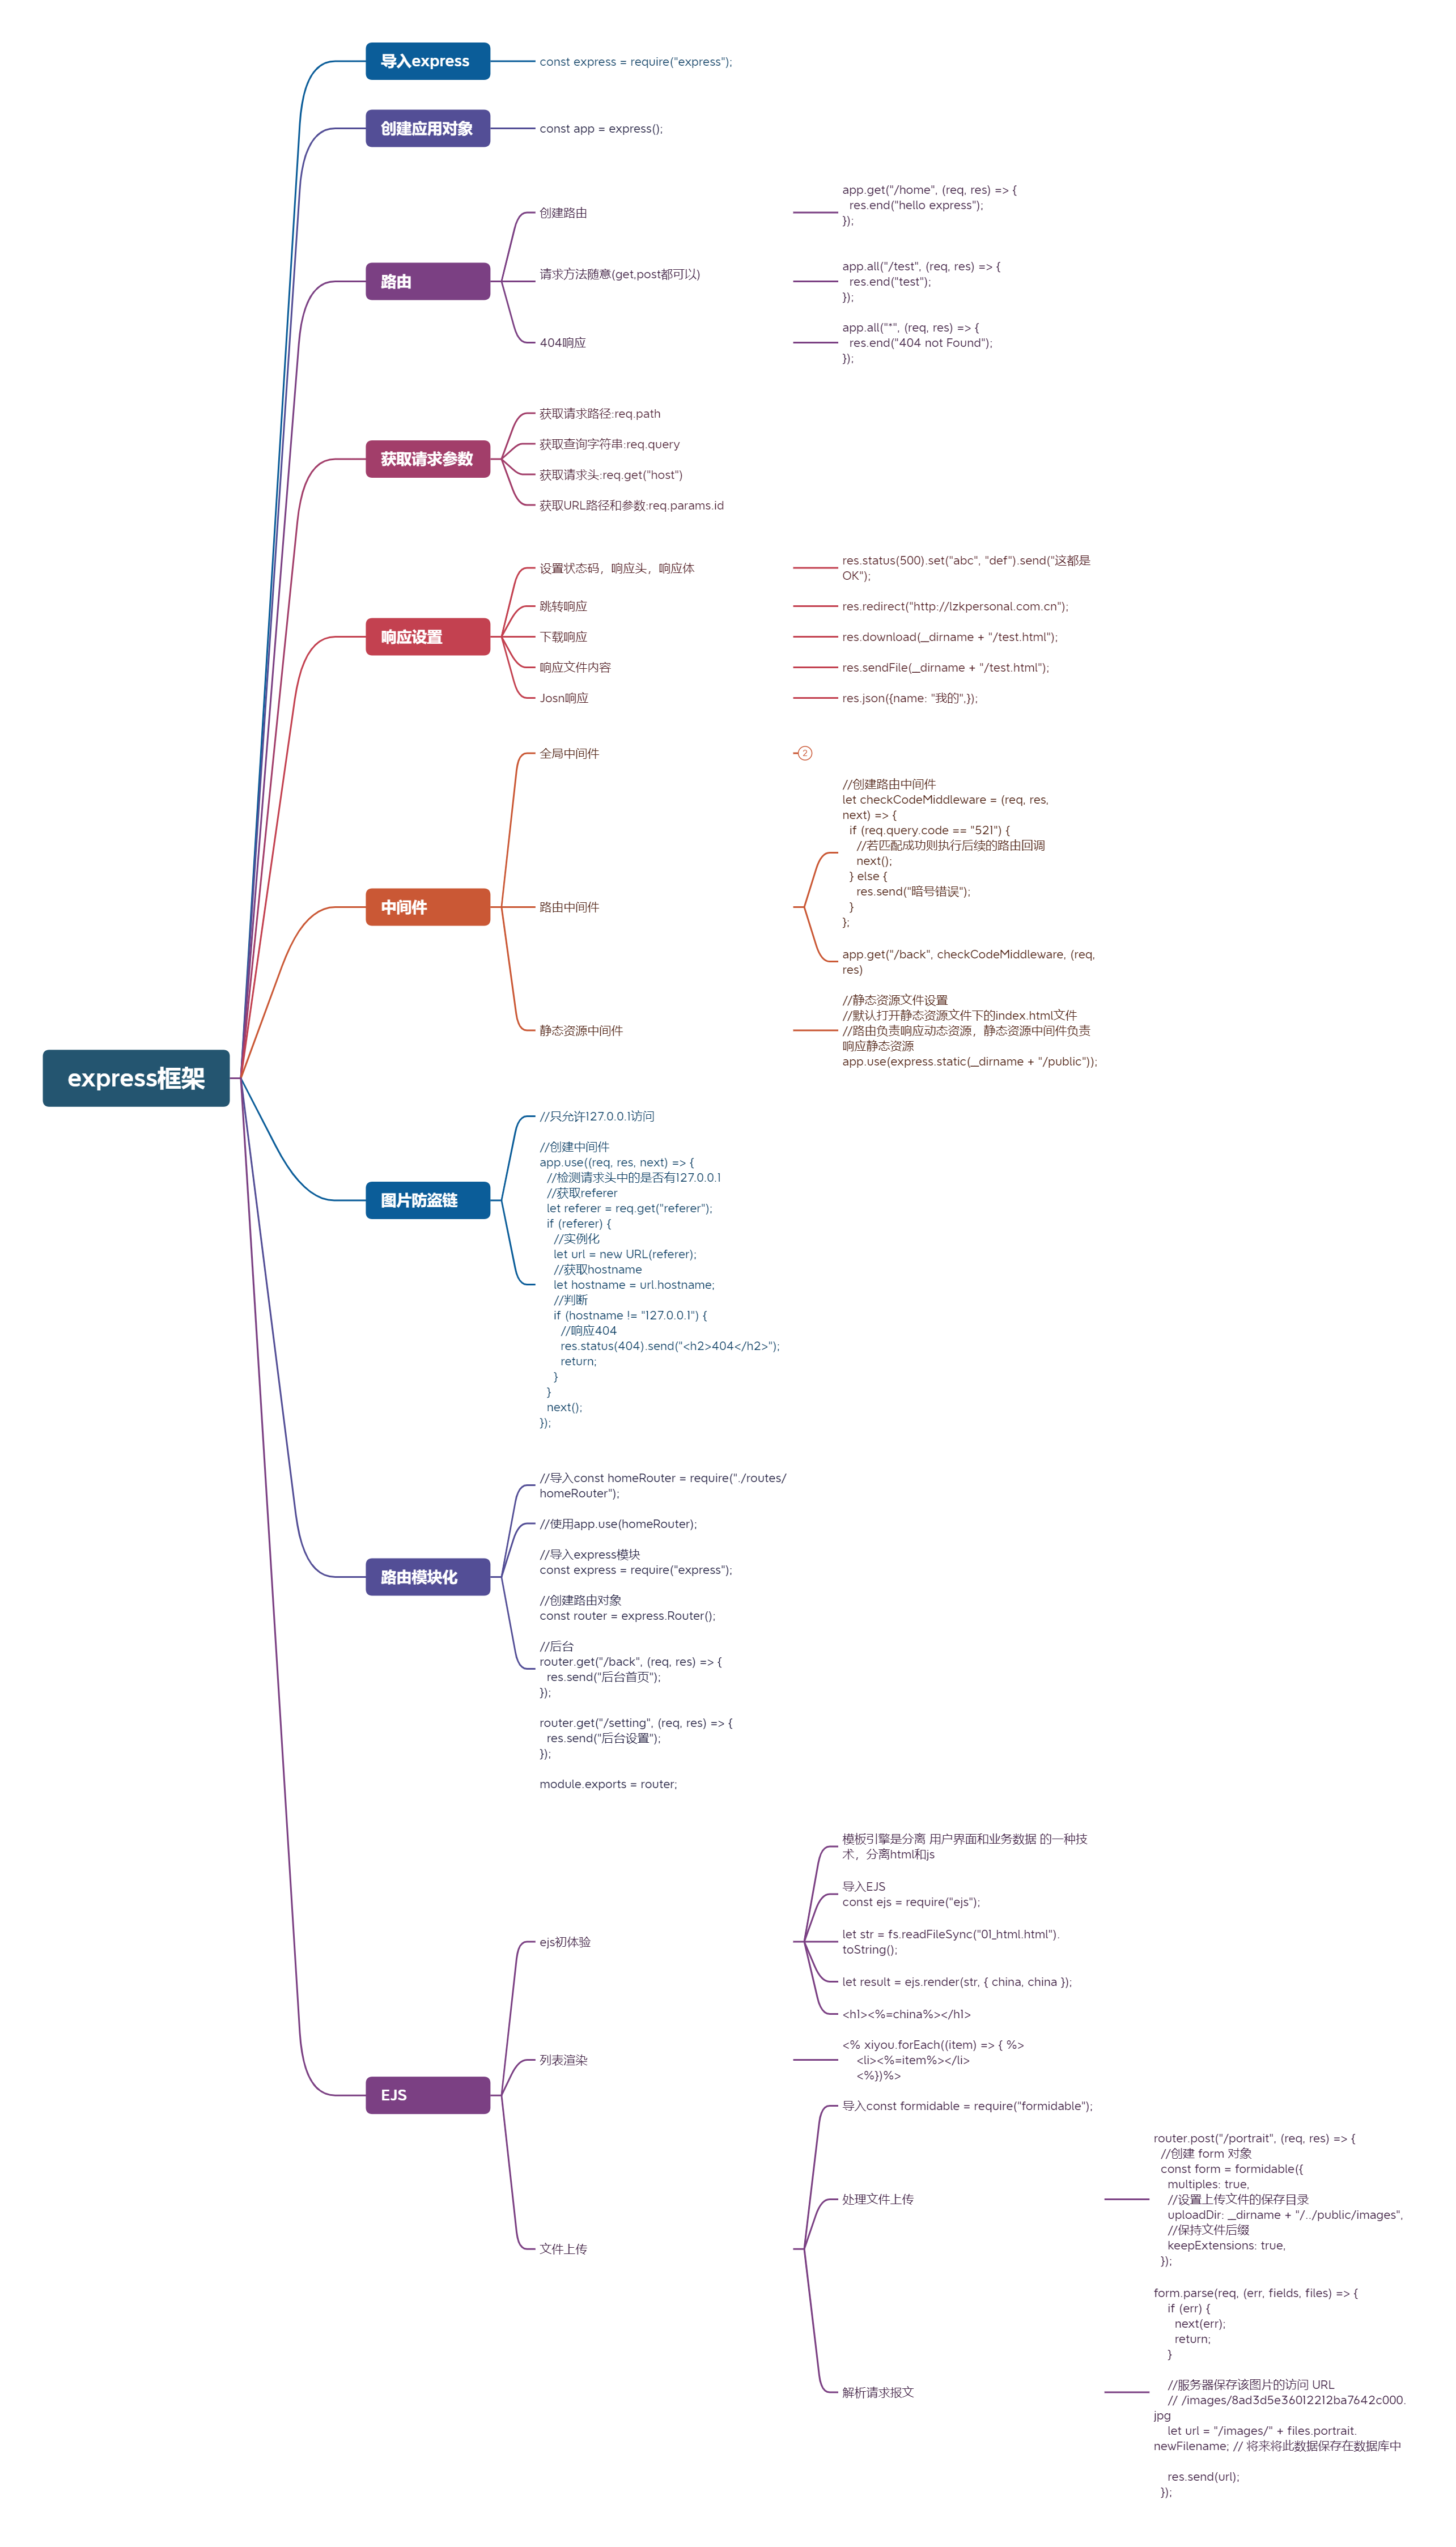 express框架
导入express
const express = require("express");
创建应用对象
const app = express();
路由
创建路由
app.get("/home", (req, res) => {
  res.end("hello express");
});
请求方法随意(get,post都可以)
app.all("/test", (req, res) => {
  res.end("test");
});
404响应
app.all("*", (req, res) => {
  res.end("404 not Found");
});
获取请求参数
获取请求路径:req.path
获取查询字符串:req.query
获取请求头:req.get("host")
获取URL路径和参数:req.params.id
响应设置
设置状态码，响应头，响应体
res.status(500).set("abc", "def").send("这都是
OK");
跳转响应
res.redirect("http://lzkpersonal.com.cn");
下载响应
res.download(__dirname + "/test.html");
响应文件内容
res.sendFile(__dirname + "/test.html");
Josn响应
res.json({name: "我的",});
中间件
全局中间件
2
路由中间件
//创建路由中间件
let checkCodeMiddleware = (req, res,
next) => {
  if (req.query.code == "521") {
    //若匹配成功则执行后续的路由回调
    next();
  } else {
    res.send("暗号错误");
  }
};
app.get("/back", checkCodeMiddleware, (req,
res)
静态资源中间件
//静态资源文件设置
//默认打开静态资源文件下的index.html文件
//路由负责响应动态资源，静态资源中间件负责
响应静态资源
app.use(express.static(__dirname + "/public"));
图片防盗链
//只允许127.0.0.1访问
//创建中间件
app.use((req, res, next) => {
  //检测请求头中的是否有127.0.0.1
  //获取referer
  let referer = req.get("referer");
  if (referer) {
    //实例化
    let url = new URL(referer);
    //获取hostname
    let hostname = url.hostname;
    //判断
    if (hostname != "127.0.0.1") {
      //响应404
      res.status(404).send("<h2>404</h2>");
      return;
    }
  }
  next();
});
路由模块化
//导入const homeRouter = require("./routes/
homeRouter");
//使用app.use(homeRouter);
//导入express模块
const express = require("express");
//创建路由对象
const router = express.Router();
//后台
router.get("/back", (req, res) => {
  res.send("后台首页");
});
router.get("/setting", (req, res) => {
  res.send("后台设置");
});
module.exports = router;
EJS
ejs初体验
模板引擎是分离 用户界面和业务数据 的一种技
术，分离html和js
导入EJS
const ejs = require("ejs");
let str = fs.readFileSync("01_html.html").
toString();
let result = ejs.render(str, { china, china });
<h1><%=china%></h1>
列表渲染
<% xiyou.forEach((item) => { %>
    <li><%=item%></li>
    <%})%>
文件上传
导入const formidable = require("formidable");
处理文件上传
router.post("/portrait", (req, res) => {
  //创建 form 对象
  const form = formidable({
    multiples: true,
    //设置上传文件的保存目录
    uploadDir: __dirname + "/../public/images",
    //保持文件后缀
    keepExtensions: true,
  });
解析请求报文
form.parse(req, (err, fields, files) => {
    if (err) {
      next(err);
      return;
    }
    //服务器保存该图片的访问 URL
    // /images/8ad3d5e36012212ba7642c000.
jpg
    let url = "/images/" + files.portrait.
newFilename; // 将来将此数据保存在数据库中
    res.send(url);
  });